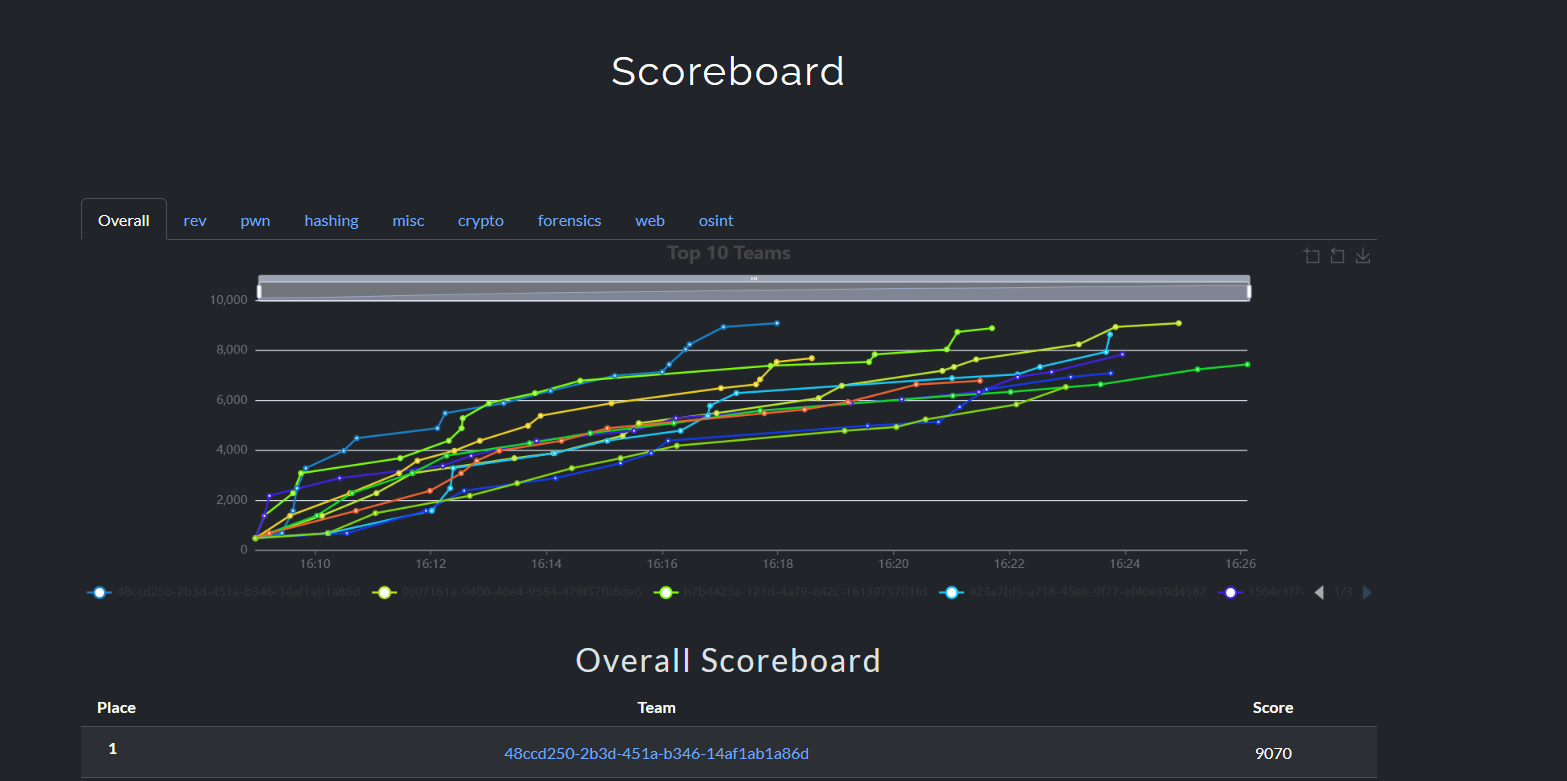 Scoreboard
Overall rev pwn hashing misc crypto forensics web osint
Top 10 Teams
10,000
8,000
6,000
4,000
2,000
0
16:10 16:12 16:14 16:16 16:18 16:20 16:22 16:24 16:26
48ccd250-2b3d-451a-b346-14af1ab1a86d 0c07161a-9400-46e4-9584-478f57fb8de6 b7b4423a-121d-4a79-842c-1613075701fd 423a7bf5-a718-45e6-9f77-ef40e19d4582 1564c1f7- 1/3
Overall Scoreboard
Place Team Score
1 48ccd250-2b3d-451a-b346-14af1ab1a86d 9070